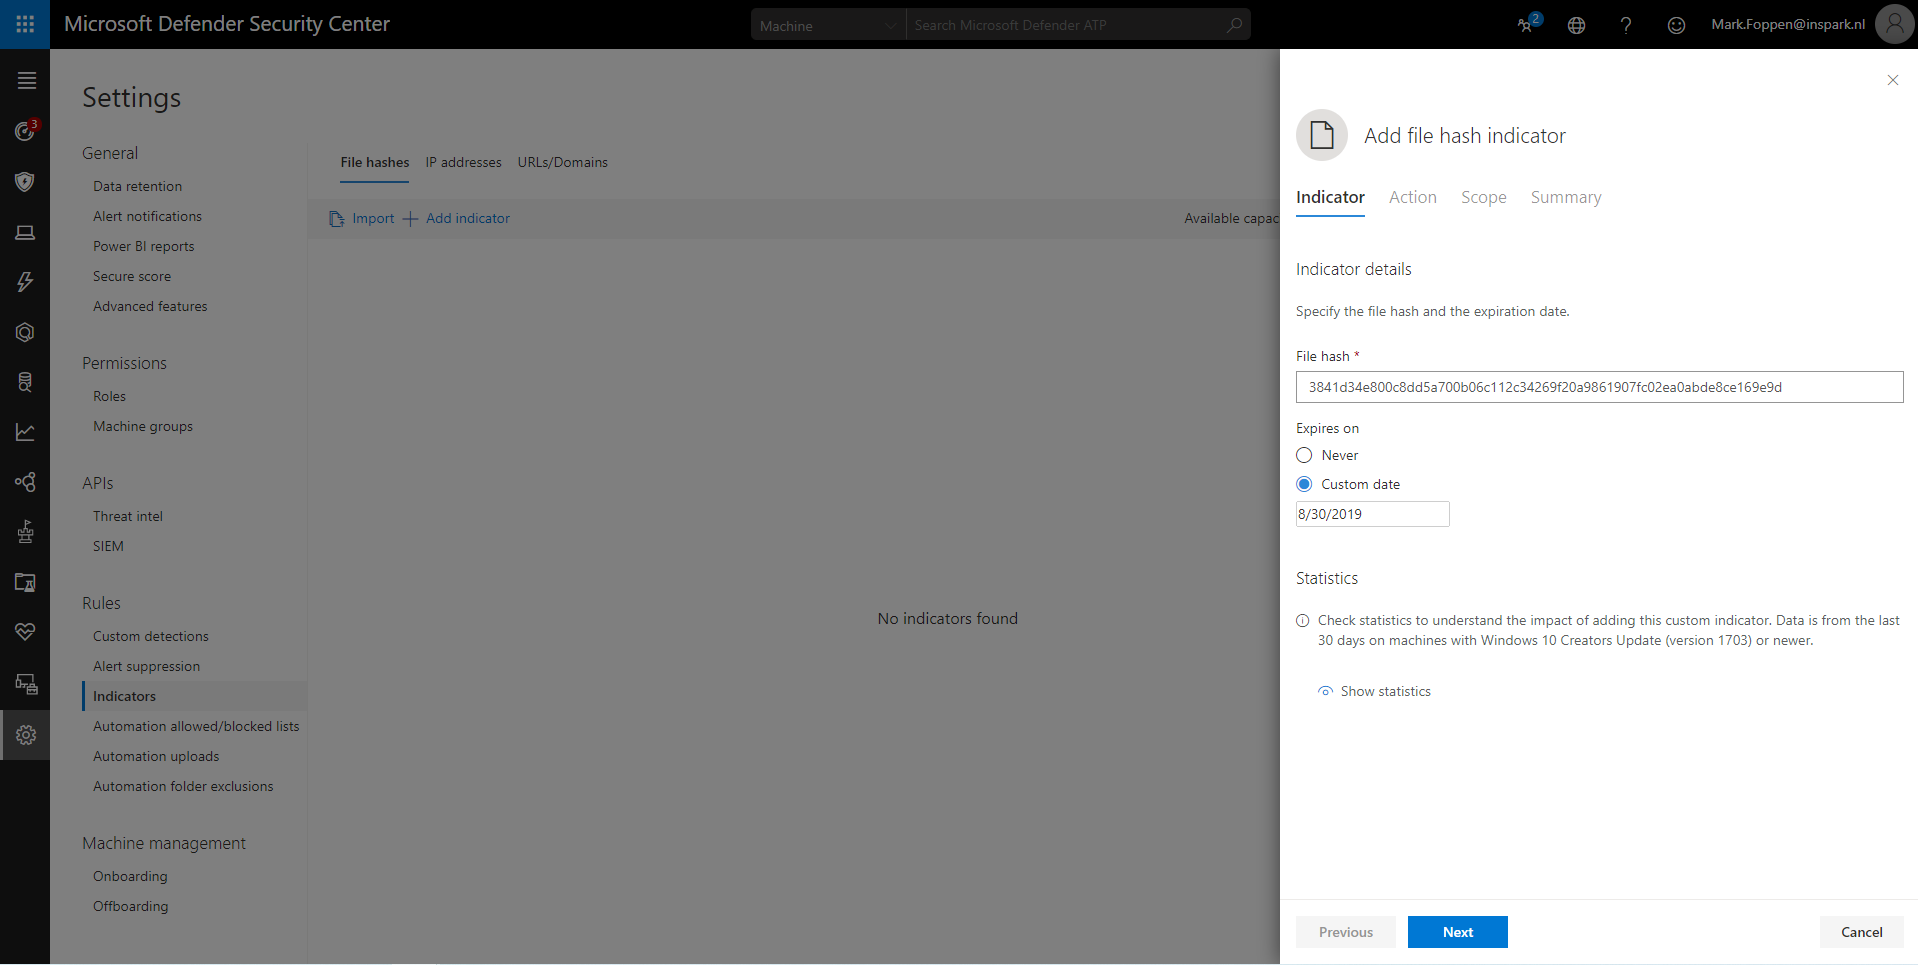 Microsoft Defender Security Center
Machine
Search Microsoft Defender ATP
2
?
Mark.Foppen@inspark.nl
3
Settings
General
Data retention
Alert notifications
Power BI reports
Secure score
Advanced features
Permissions
Roles
Machine groups
APIs
Threat intel
SIEM
Rules
Custom detections
Alert suppression
Indicators
Automation allowed/blocked lists
Automation uploads
Automation folder exclusions
Machine management
Onboarding
Offboarding
File hashes IP addresses URLs/Domains
Import Add indicator
Available capac
No indicators found
Add file hash indicator
Indicator Action Scope Summary
Indicator details
Specify the file hash and the expiration date.
File hash *
3841d34e800c8dd5a700b06c112c34269f20a9861907fc02ea0abde8ce169e9d
Expires on
Never
Custom date
8/30/2019
Statistics
Check statistics to understand the impact of adding this custom indicator. Data is from the last
30 days on machines with Windows 10 Creators Update (version 1703) or newer.
Show statistics
Previous Next Cancel